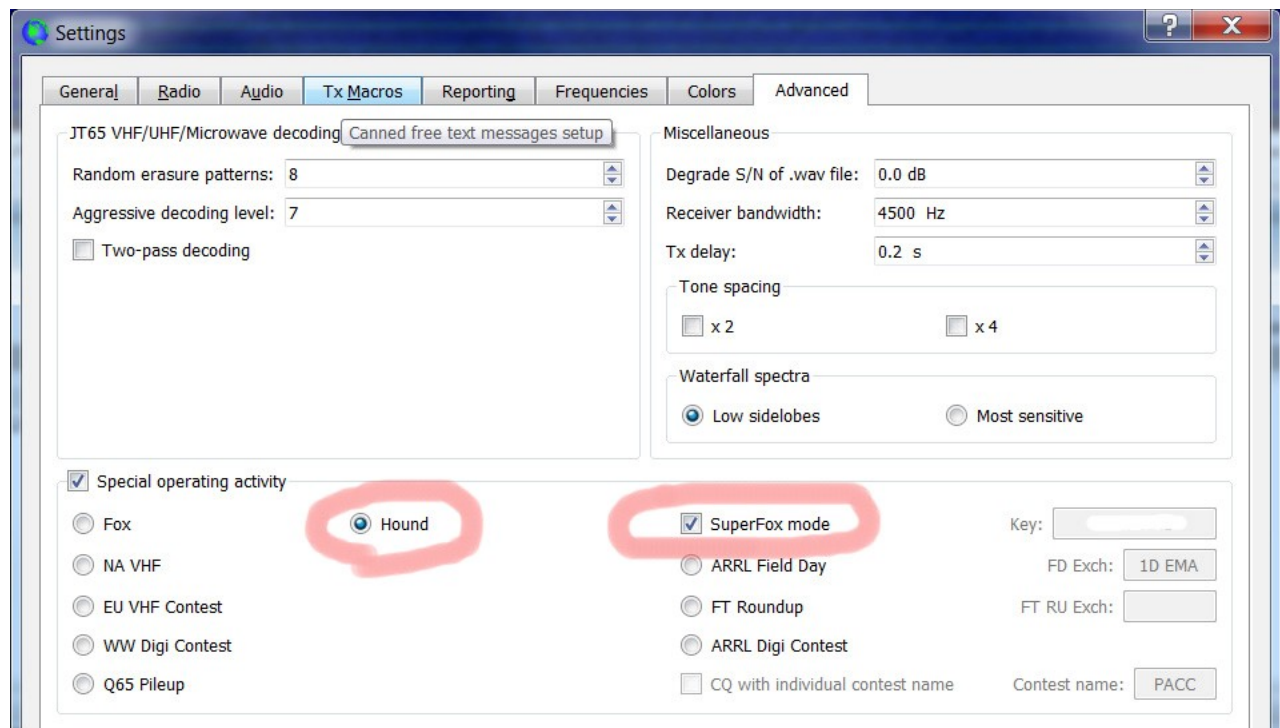 Settings
General Radio Audio Tx Macros Reporting Frequencies Colors Advanced
JT65 VHF/UHF/Microwave decoding
Canned free text messages setup
Random erasure patterns: 8
Aggressive decoding level: 7
Two-pass decoding
Miscellaneous
Degrade S/N of .wav file: 0.0 dB
Receiver bandwidth: 4500 Hz
Tx delay: 0.2 s
Tone spacing
x 2 x 4
Waterfall spectra
Low sidelobes Most sensitive
Special operating activity
Fox Hound SuperFox mode Key:
NA VHF ARRL Field Day FD Exch: 1D EMA
EU VHF Contest FT Roundup FT RU Exch:
WW Digi Contest ARRL Digi Contest
Q65 Pileup CQ with individual contest name Contest name: PACC